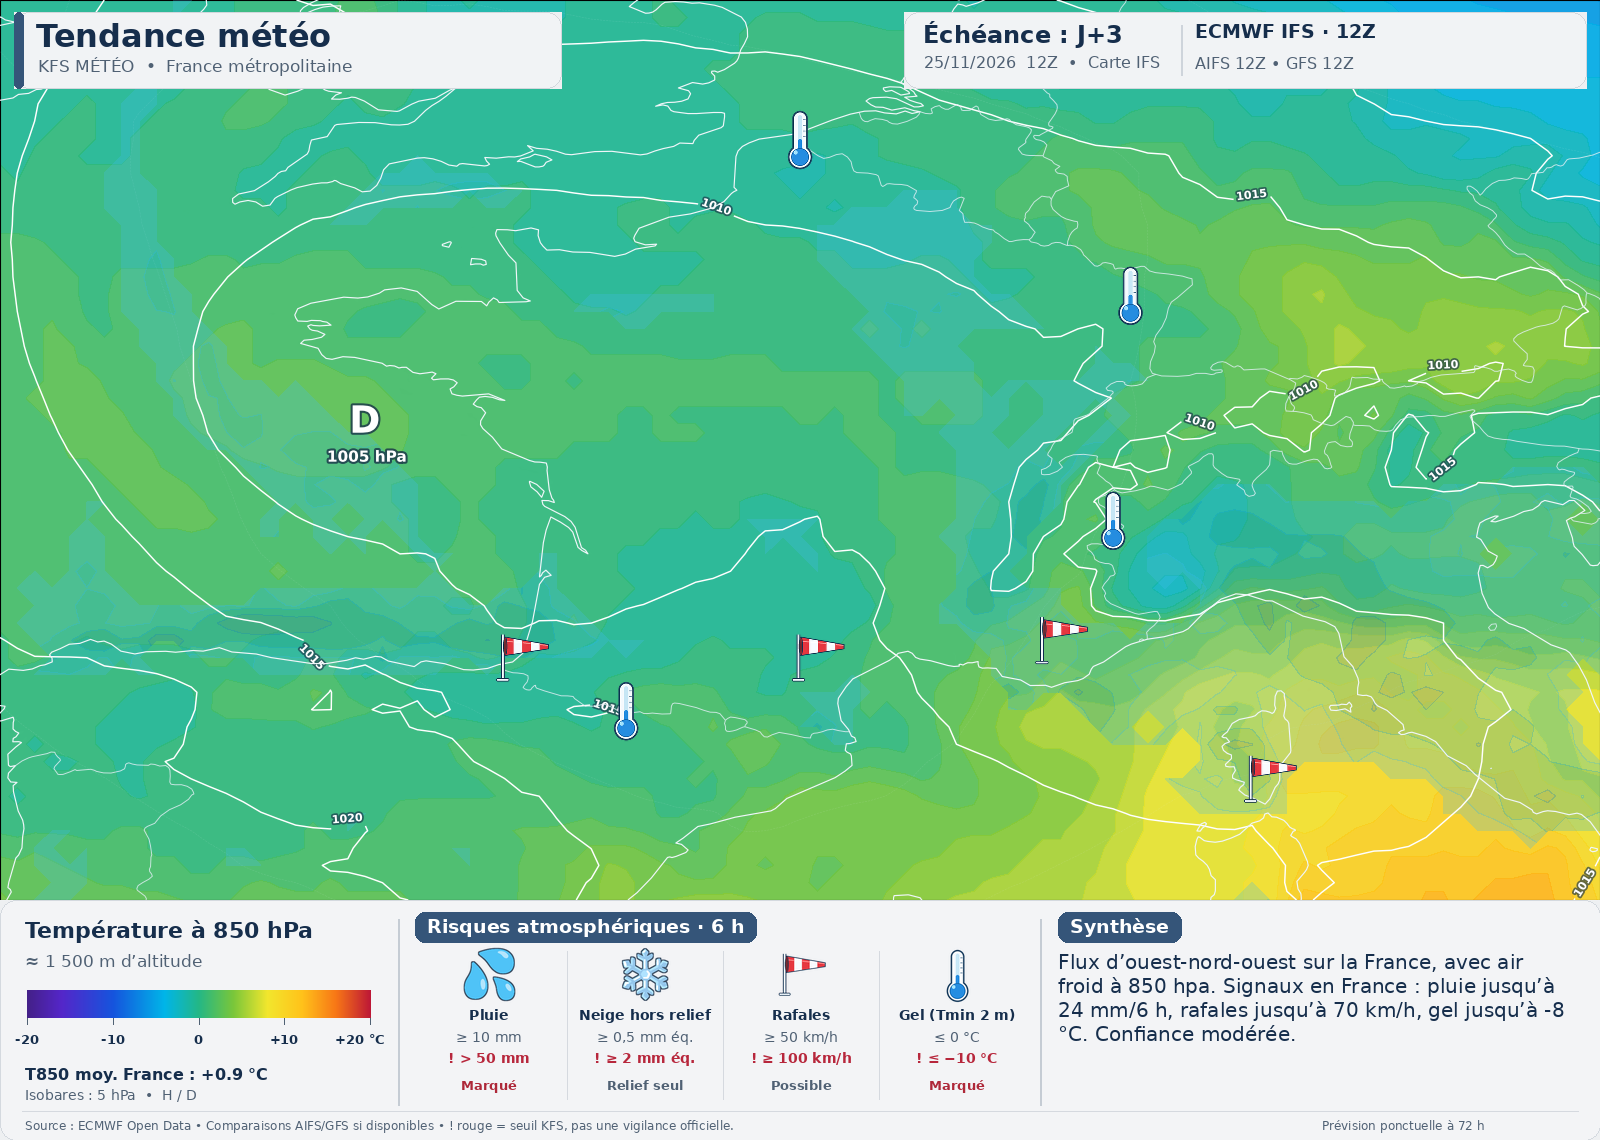 Tendance météo
KFS MÉTÉO • France métropolitaine
Échéance : J+3
25/11/2026 12Z • Carte IFS
ECMWF IFS · 12Z
AIFS 12Z • GFS 12Z
1010
1015
1010
1010
1010
1015
D
1005 hPa
1015
1015
1020
1015
Température à 850 hPa
≈ 1 500 m d’altitude
-20 -10 0 +10 +20 °C
T850 moy. France : +0.9 °C
Isobares : 5 hPa • H / D
Risques atmosphériques · 6 h
Pluie
≥ 10 mm
! > 50 mm
Marqué
Neige hors relief
≥ 0,5 mm éq.
! ≥ 2 mm éq.
Relief seul
Rafales
≥ 50 km/h
! ≥ 100 km/h
Possible
Gel (Tmin 2 m)
≤ 0 °C
! ≤ −10 °C
Marqué
Synthèse
Flux d’ouest-nord-ouest sur la France, avec air
froid à 850 hpa. Signaux en France : pluie jusqu’à
24 mm/6 h, rafales jusqu’à 70 km/h, gel jusqu’à -8
°C. Confiance modérée.
Source : ECMWF Open Data • Comparaisons AIFS/GFS si disponibles • ! rouge = seuil KFS, pas une vigilance officielle.
Prévision ponctuelle à 72 h